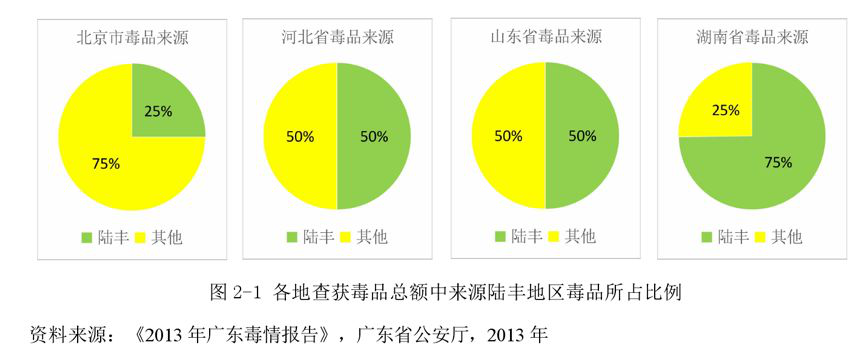 北京市毒品来源
25%
75%
陆丰 其他
河北省毒品来源
50% 50%
陆丰 其他
山东省毒品来源
50% 50%
陆丰 其他
湖南省毒品来源
25%
75%
陆丰 其他
图 2-1 各地查获毒品总额中来源陆丰地区毒品所占比例
资料来源：《2013 年广东毒情报告》，广东省公安厅，2013 年